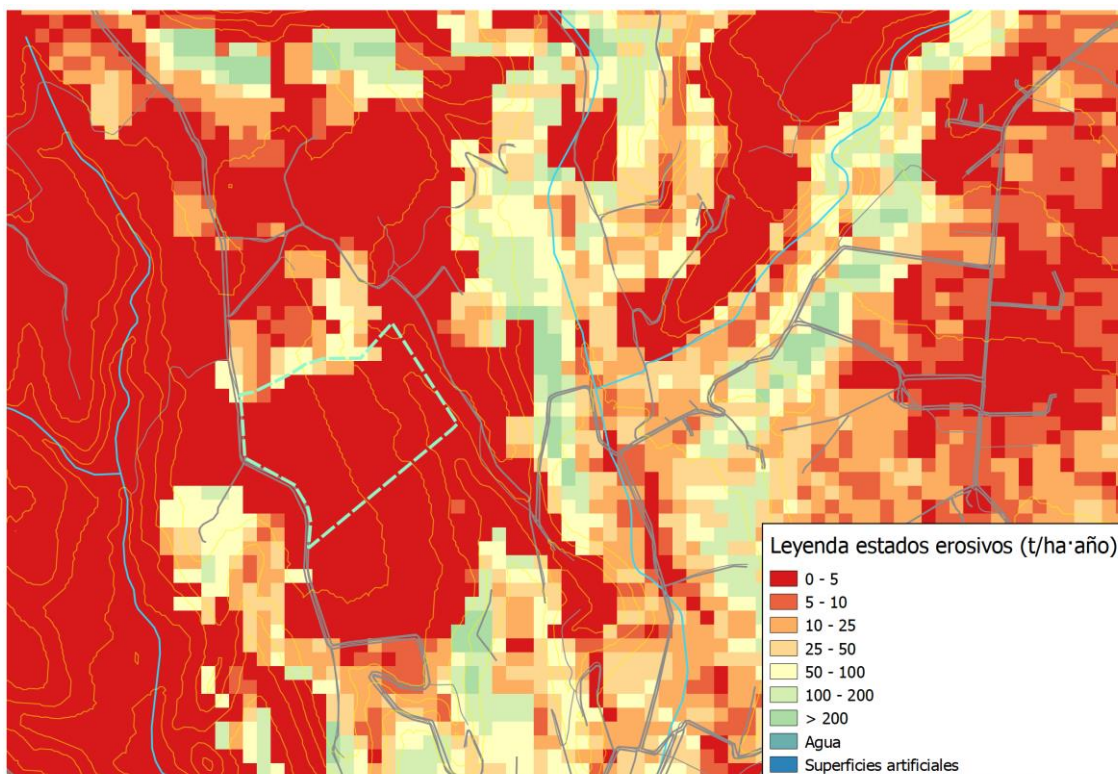 Leyenda estados erosivos (t/ha·año)
0 - 5
5 - 10
10 - 25
25 - 50
50 - 100
100 - 200
> 200
Agua
Superficies artificiales